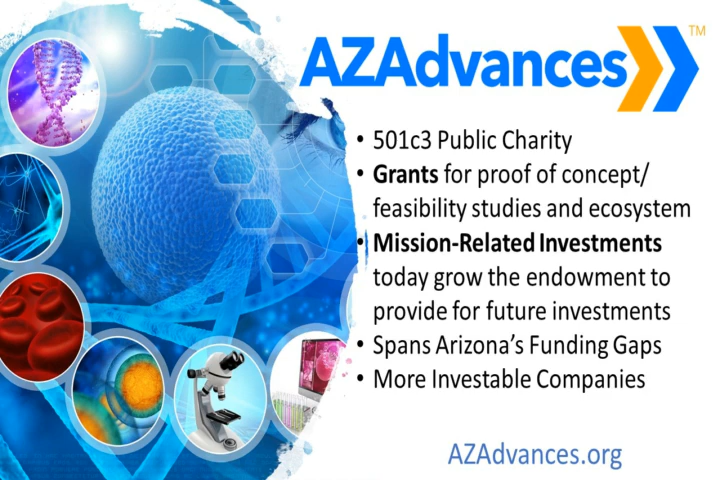 AZAdvances
TM
• 501c3 Public Charity
• Grants for proof of concept/
feasibility studies and ecosystem
• Mission-Related Investments
today grow the endowment to
provide for future investments
• Spans Arizona’s Funding Gaps
• More Investable Companies
AZAdvances.org